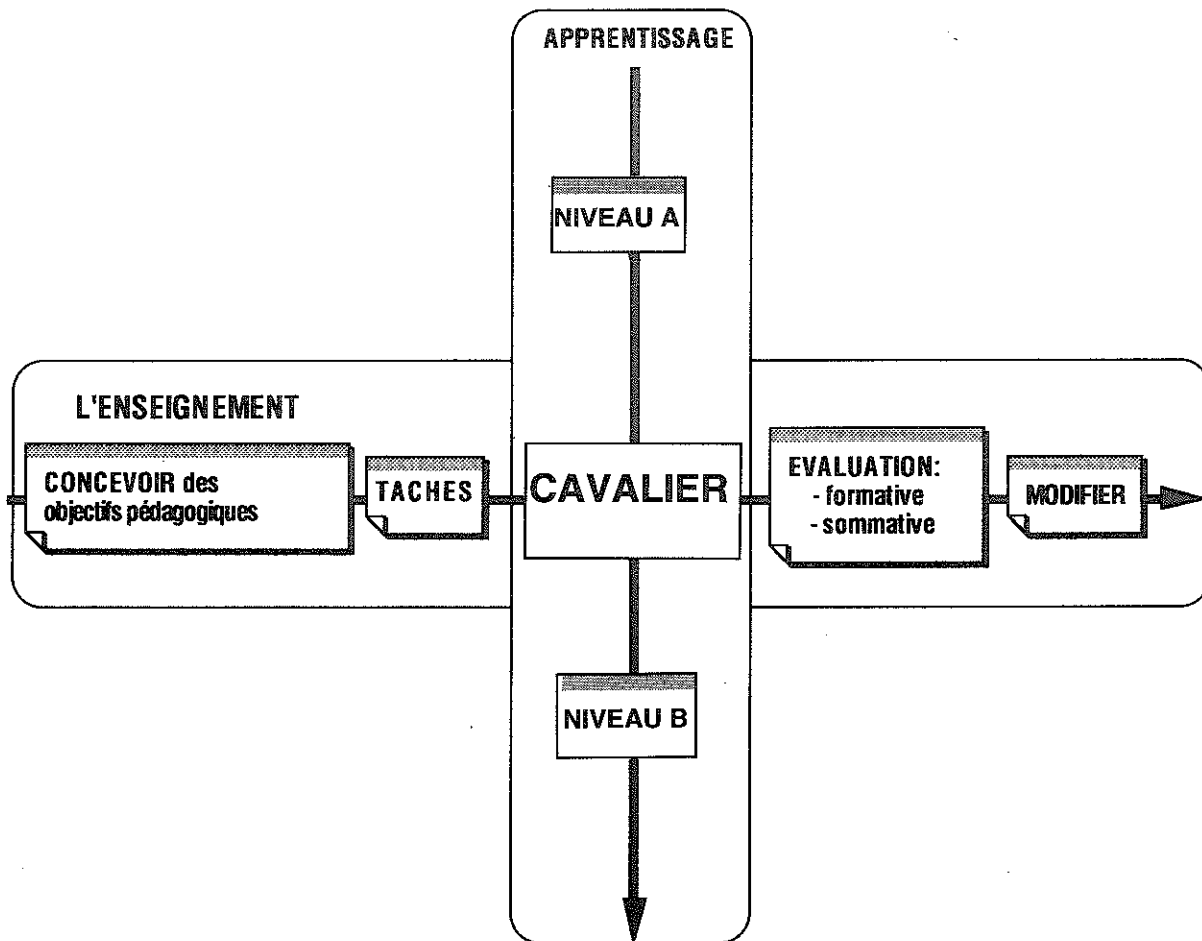 APPRENTISSAGE
NIVEAU A
L'ENSEIGNEMENT
CONCEVOIR des
objectifs pédagogiques
TACHES
CAVALIER
EVALUATION:
- formative
- sommative
MODIFIER
NIVEAU B